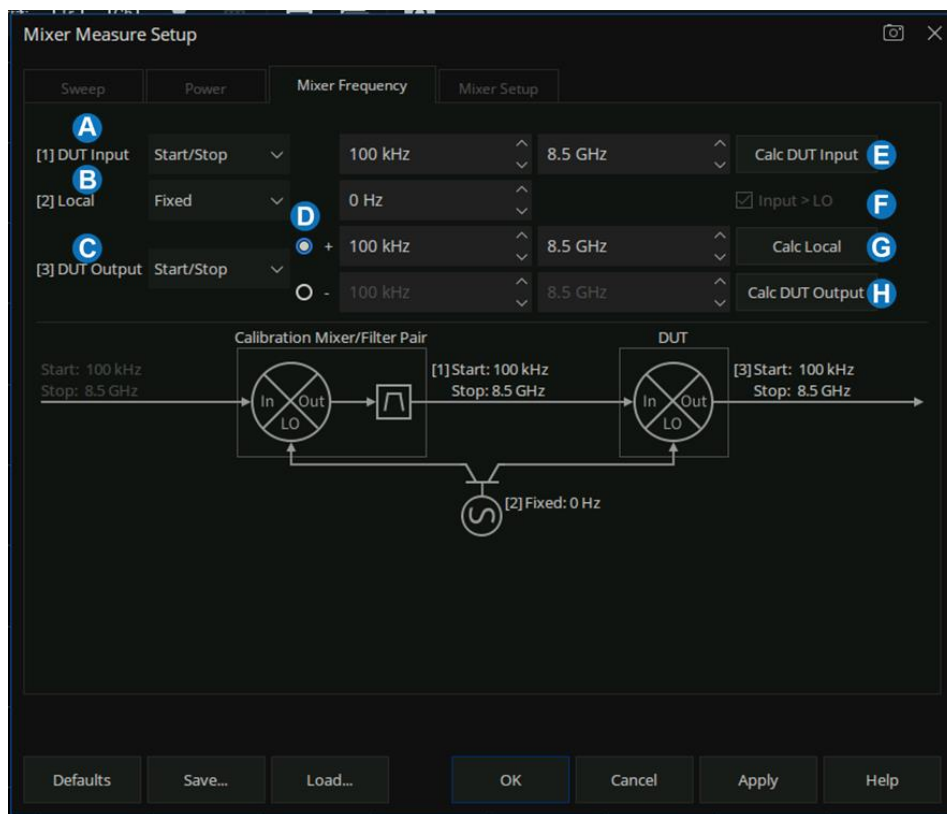 Mixer Measure Setup
Sweep Power Mixer Frequency Mixer Setup
A
[1] DUT Input Start/Stop 100 kHz 8.5 GHz Calc DUT Input E
B
[2] Local Fixed 0 Hz Input > LO F
D
C + 100 kHz 8.5 GHz Calc Local G
[3] DUT Output Start/Stop
- 100 kHz 8.5 GHz Calc DUT Output H
Calibration Mixer/Filter Pair DUT
Start: 100 kHz [1] Start: 100 kHz [3] Start: 100 kHz
Stop: 8.5 GHz Stop: 8.5 GHz Stop: 8.5 GHz
In Out In Out
LO LO
[2] Fixed: 0 Hz
Defaults Save... Load... OK Cancel Apply Help